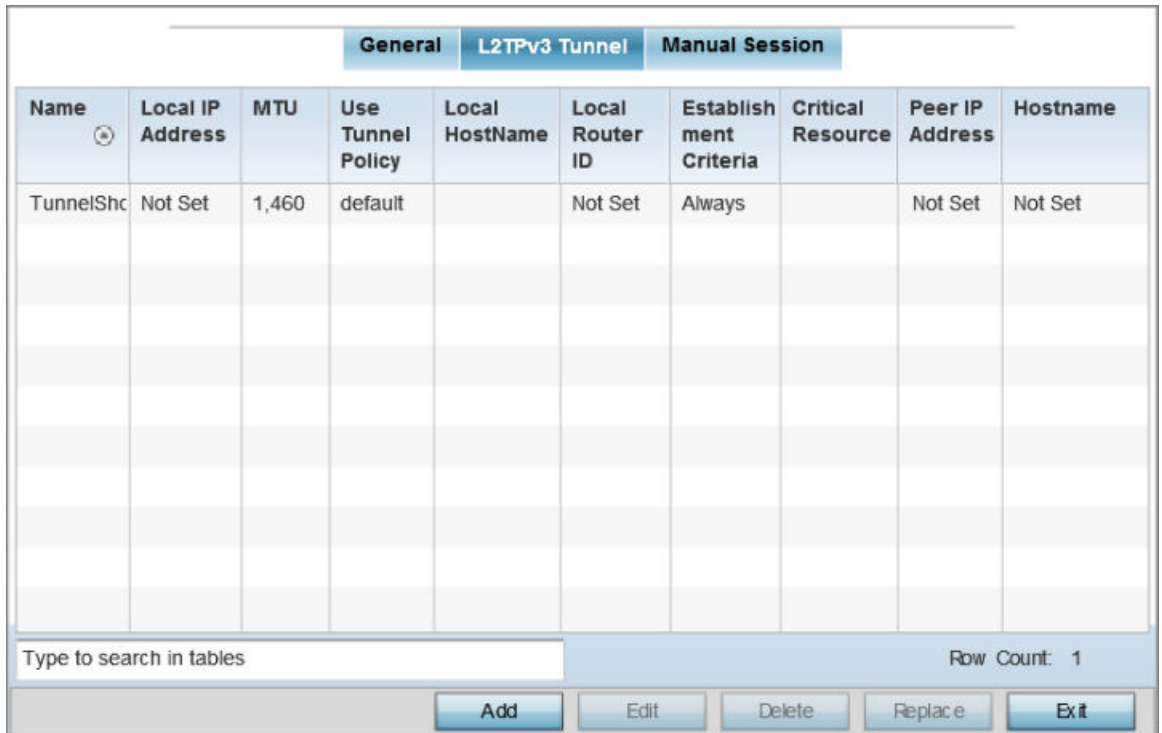 General L2TPv3 Tunnel Manual Session
Name Local IP Address MTU Use Tunnel Policy Local HostName Local Router ID Establish ment Criteria Critical Resource Peer IP Address Hostname
TunnelShc Not Set 1,460 default Not Set Always Not Set Not Set
Type to search in tables Row Count: 1
Add Edit Delete Replace Exit